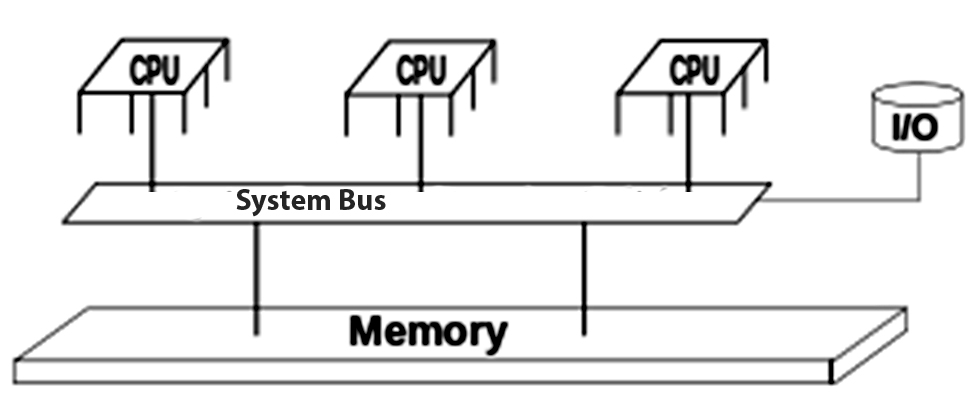 CPU
CPU
CPU
I/O
System Bus
Memory